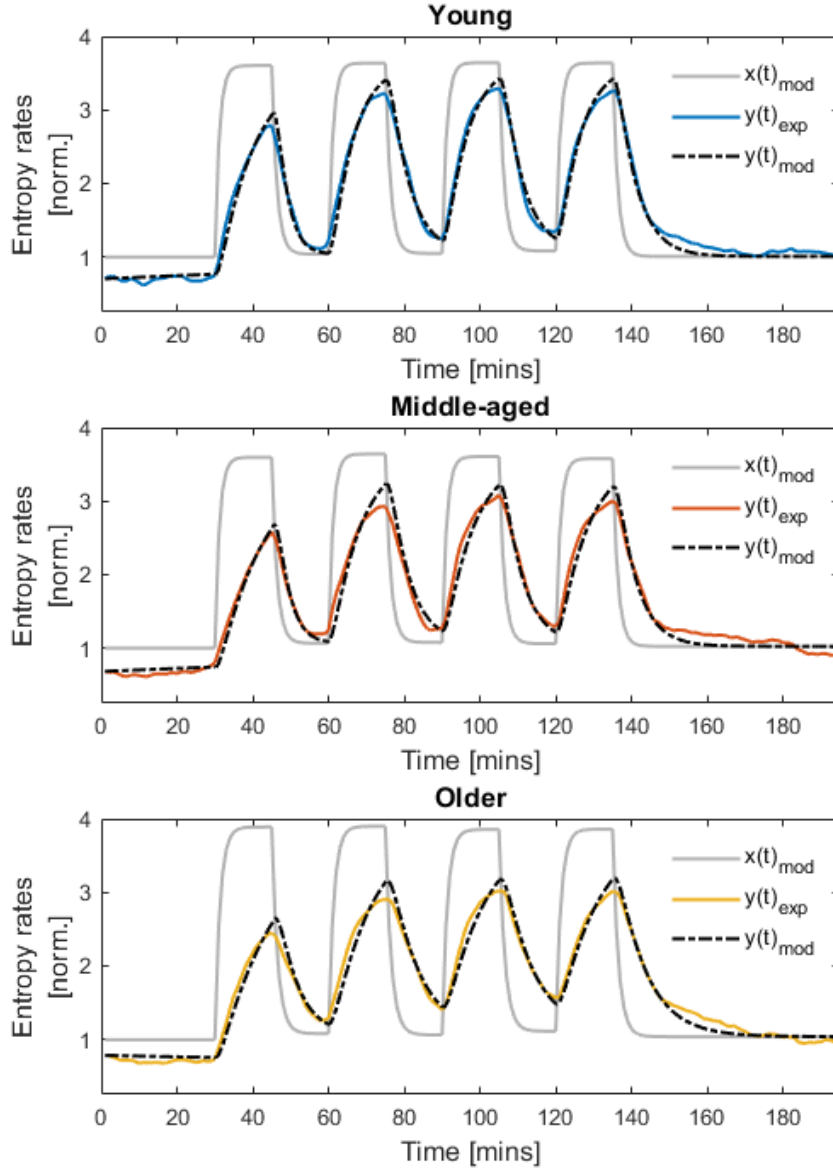 Young
4
3
2
1
Entropy rates
[norm.]
x(t)mod
y(t)exp
y(t)mod
0 20 40 60 80 100 120 140 160 180
Time [mins]
Middle-aged
4
3
2
1
Entropy rates
[norm.]
x(t)mod
y(t)exp
y(t)mod
0 20 40 60 80 100 120 140 160 180
Time [mins]
Older
4
3
2
1
Entropy rates
[norm.]
x(t)mod
y(t)exp
y(t)mod
0 20 40 60 80 100 120 140 160 180
Time [mins]